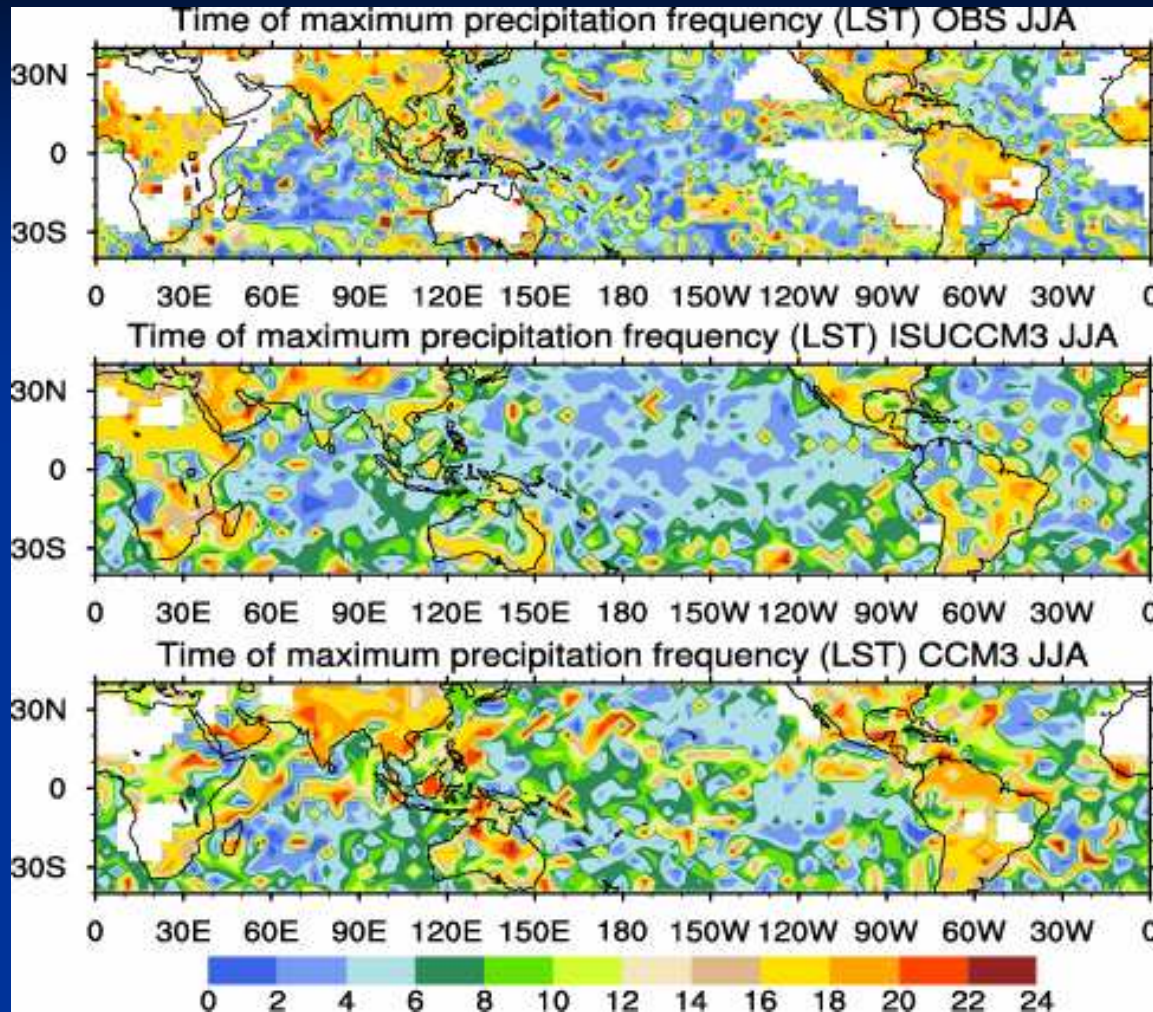 Time of maximum precipitation frequency (LST) OBS JJA
30N
0
30S
0 30E 60E 90E 120E 150E 180 150W 120W 90W 60W 30W 0
Time of maximum precipitation frequency (LST) ISUCCM3 JJA
30N
0
30S
0 30E 60E 90E 120E 150E 180 150W 120W 90W 60W 30W 0
Time of maximum precipitation frequency (LST) CCM3 JJA
30N
0
30S
0 30E 60E 90E 120E 150E 180 150W 120W 90W 60W 30W 0
0 2 4 6 8 10 12 14 16 18 20 22 24